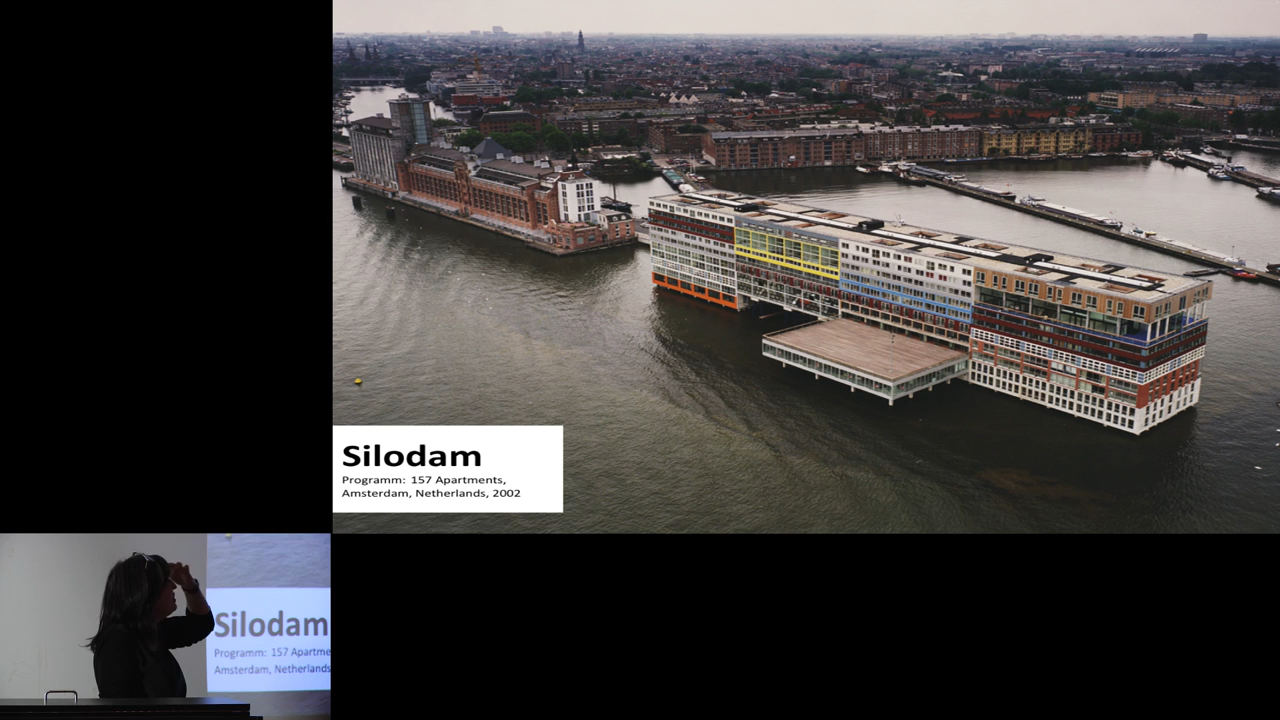 Silodam
Programm: 157 Apartments,
Amsterdam, Netherlands, 2002
Silodam
Programm: 157 Apartme
Amsterdam, Netherlands